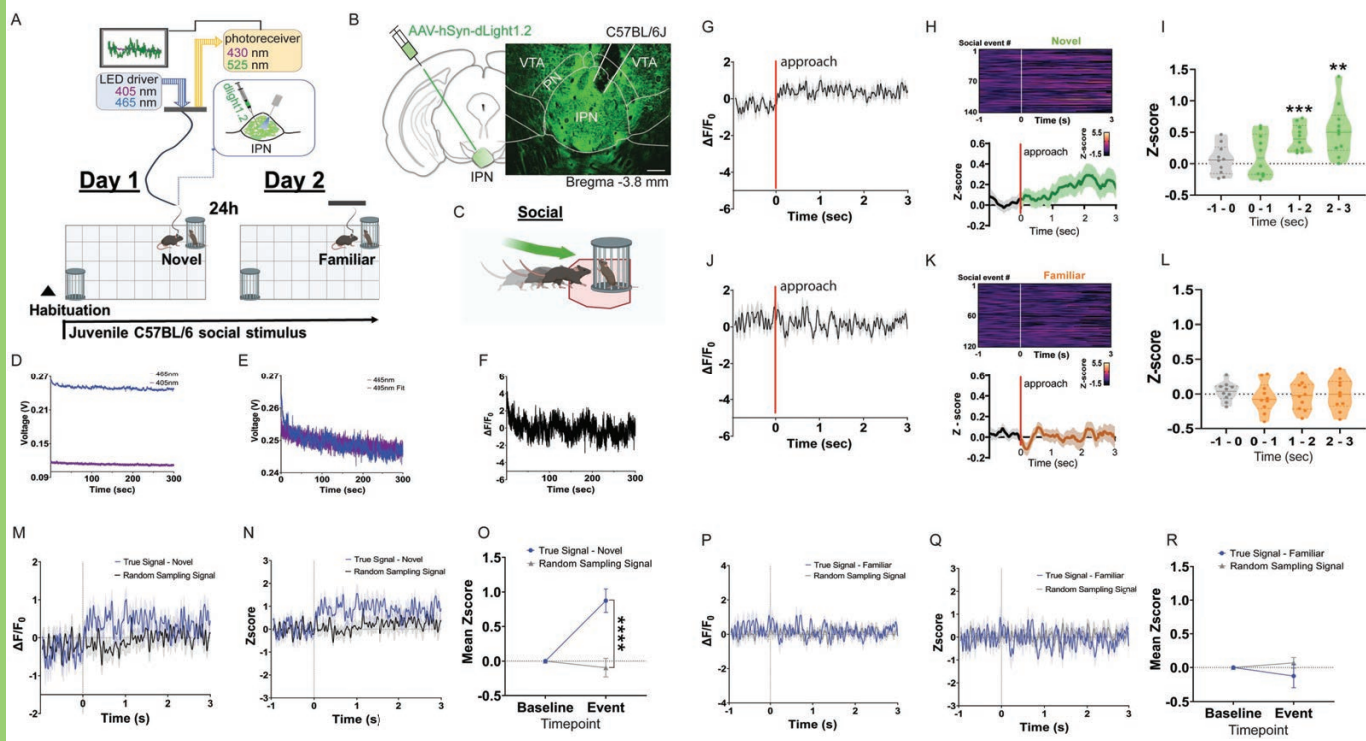 A
photoreceiver
430 nm
525 nm
LED driver
405 nm
465 nm
dlight1.2
IPN
Day 1
24h
Day 2
Novel
Familiar
Habituation
Juvenile C57BL/6 social stimulus
B
AAV-hSyn-dLight1.2
C57BL/6J
VTA
PN
VTA
IPN
IPN
Bregma -3.8 mm
C
Social
D
0.27
0.21
0.15
0.09
Voltage (V)
465nm
405nm
100
200
300
Time (sec)
E
0.27
0.26
0.25
0.24
Voltage (V)
100
200
300
Time (sec)
F
6
4
2
0
-2
-4
-6
ΔF/F0
100
200
300
Time (sec)
G
4
2
0
-2
-4
-6
ΔF/F0
approach
0
1
2
3
Time (sec)
H
Social event #
Novel
1
70
140
-1
0
3
Time (s)
5.5
-1.5
Z-score
approach
0.6
0.4
0.2
0.0
-0.2
Z-score
-1
0
1
2
3
Time (sec)
I
1.5
1.0
0.5
0.0
-0.5
Z-score
***
**
-1 - 0
0 - 1
1 - 2
2 - 3
Time (sec)
J
4
2
0
-2
-4
ΔF/F0
approach
0
1
2
3
Time (sec)
K
Social event #
Familiar
1
60
120
-1
0
3
Time (s)
5.5
-1.5
Z-score
approach
0.6
0.4
0.2
0.0
-0.2
Z - score
-1
0
1
2
3
Time (sec)
L
1.5
1.0
0.5
0.0
-0.5
Z-score
-1 - 0
0 - 1
1 - 2
2 - 3
Time (sec)
M
True Signal - Novel
Random Sampling Signal
2
1
0
-1
-2
ΔF/F0
-1
0
1
2
3
Time (s)
N
True Signal - Novel
Random Sampling Signal
3
2
1
0
-1
-2
-3
Zscore
-1
0
1
2
3
Time (s)
O
True Signal - Novel
Random Sampling Signal
1.5
1.0
0.5
0.0
-0.5
Mean Zscore
****
Baseline
Event
Timepoint
P
True Signal - Familiar
Random Sampling Signal
4
2
0
-2
-4
ΔF/F0
-1
0
1
2
3
Time (s)
Q
True Signal - Familiar
Random Sampling Signal
3
2
1
0
-1
-2
-3
Zscore
-1
0
1
2
3
Time (s)
R
True Signal - Familiar
Random Sampling Signal
1.5
1.0
0.5
0.0
-0.5
Mean Zscore
Baseline
Event
Timepoint